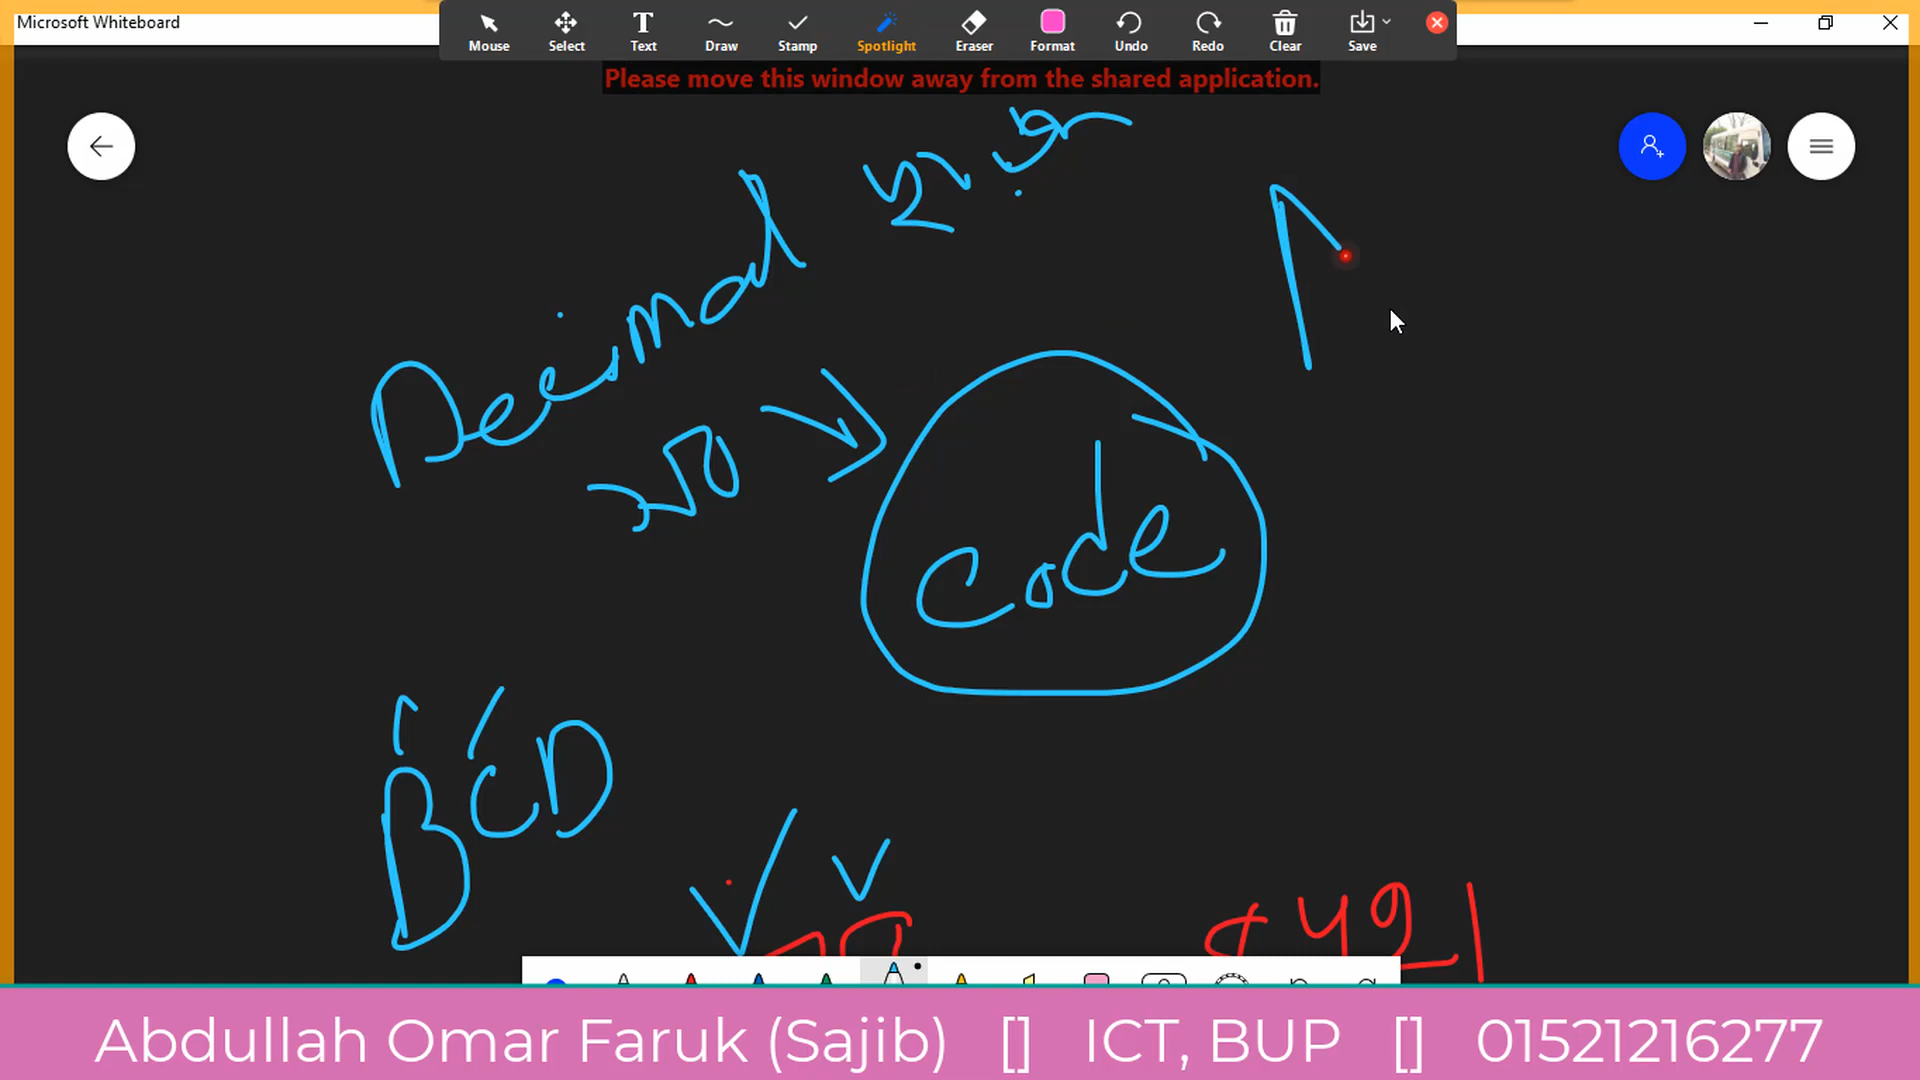 Microsoft Whiteboard
Mouse Select Text Draw Stamp Spotlight Eraser Format Undo Redo Clear Save
Please move this window away from the shared application.
Decimal
Code
BCD
8421
Abdullah Omar Faruk (Sajib) [] ICT, BUP [] 01521216277